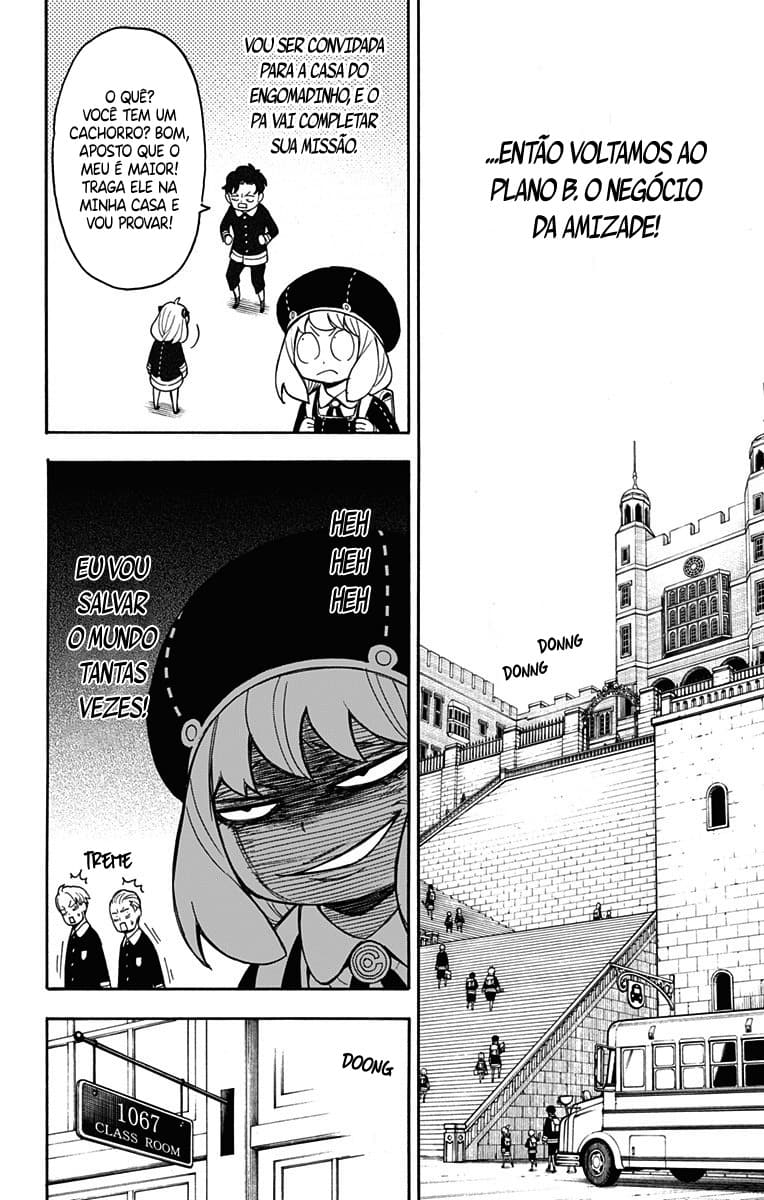 ...ENTÃO VOLTAMOS AO
PLANO B. O NEGÓCIO
DA AMIZADE!
DONNG
DONNG
VOU SER CONVIDADA
PARA A CASA DO
ENGOMADINHO, E O
PA VAI COMPLETAR
SUA MISSÃO.
O QUÊ?
VOCÊ TEM UM
CACHORRO? BOM,
APOSTO QUE O
MEU É MAIOR!
TRAGA ELE NA
MINHA CASA E
VOU PROVAR!
HEH
HEH
HEH
EU VOU
SALVAR
O MUNDO
TANTAS
VEZES!
TREME
C
DOONG
1067
CLASS ROOM